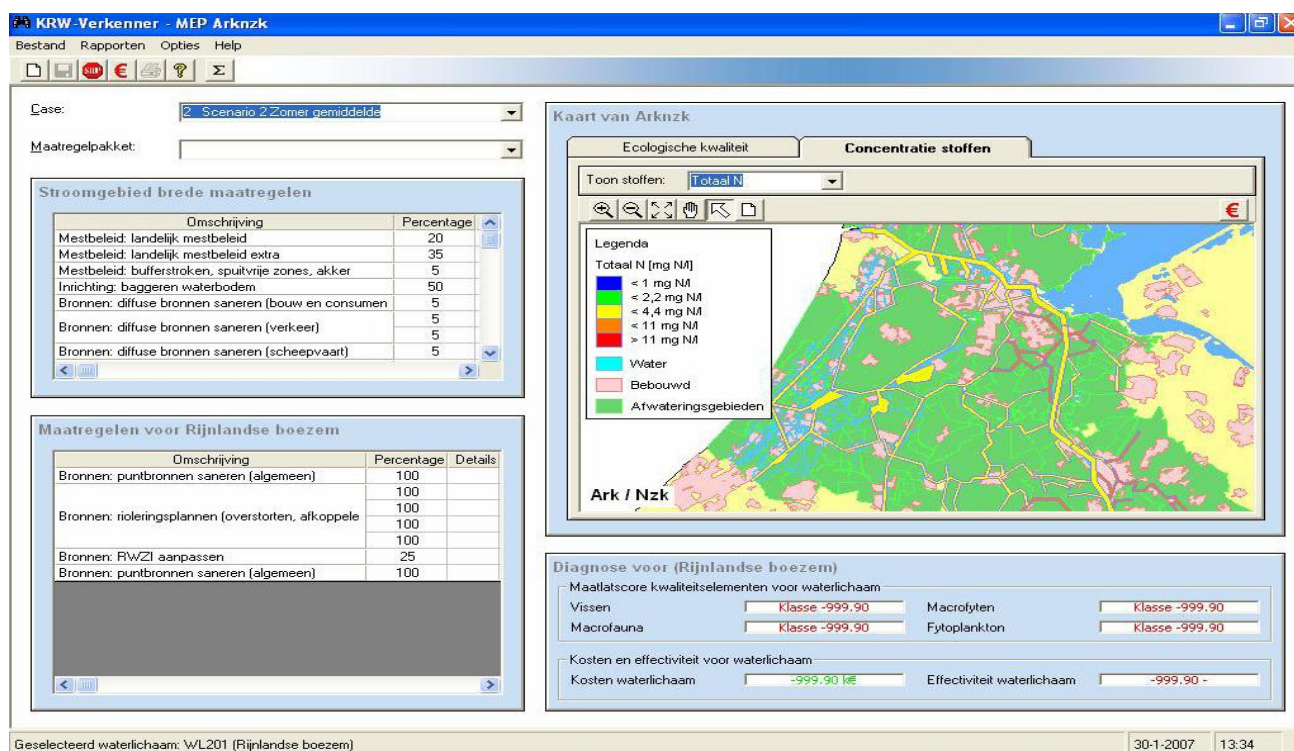 KRW-Verkenner - MEP Arknzk
Bestand Rapporten Opties Help
STOP € ? Σ
Case: 2 Scenario 2 Zomer gemiddelde
Maatregelpakket:
Stroomgebied brede maatregelen
Omschrijving Percentage
Mestbeleid: landelijk mestbeleid 20
Mestbeleid: landelijk mestbeleid extra 35
Mestbeleid: bufferstroken, spuitvrije zones, akker 5
Inrichting: baggeren waterbodem 50
Bronnen: diffuse bronnen saneren (bouw en consumen 5
Bronnen: diffuse bronnen saneren (verkeer) 5
5
Bronnen: diffuse bronnen saneren (scheepvaart) 5
Maatregelen voor Rijnlandse boezem
Omschrijving Percentage Details
Bronnen: puntbronnen saneren (algemeen) 100
100
Bronnen: rioleringsplannen (overstorten, afkoppele 100
100
100
Bronnen: RWZI aanpassen 25
Bronnen: puntbronnen saneren (algemeen) 100
Kaart van Arknzk
Ecologische kwaliteit Concentratie stoffen
Toon stoffen: Totaal N
€
Legenda
Totaal N [mg N/l]
< 1 mg N/l
< 2,2 mg N/l
< 4,4 mg N/l
< 11 mg N/l
> 11 mg N/l
Water
Bebouwd
Afwateringsgebieden
Ark / Nzk
Diagnose voor (Rijnlandse boezem)
Maatlatscore kwaliteitselementen voor waterlichaam
Vissen Klasse -999.90 Macrofyten Klasse -999.90
Macrofauna Klasse -999.90 Fytoplankton Klasse -999.90
Kosten en effectiviteit voor waterlichaam
Kosten waterlichaam -999.90 k€ Effectiviteit waterlichaam -999.90 -
Geselecteerd waterlichaam: WL201 (Rijnlandse boezem) 30-1-2007 13:34